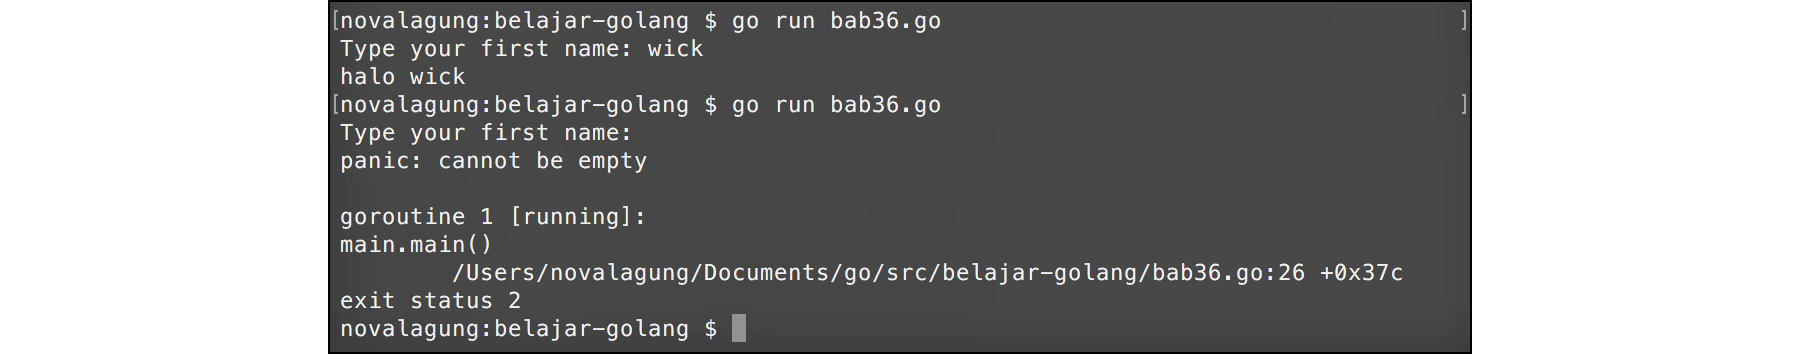 [novalagung:belajar-golang $ go run bab36.go ]
Type your first name: wick
halo wick
[novalagung:belajar-golang $ go run bab36.go ]
Type your first name:
panic: cannot be empty
goroutine 1 [running]:
main.main()
/Users/novalagung/Documents/go/src/belajar-golang/bab36.go:26 +0x37c
exit status 2
novalagung:belajar-golang $